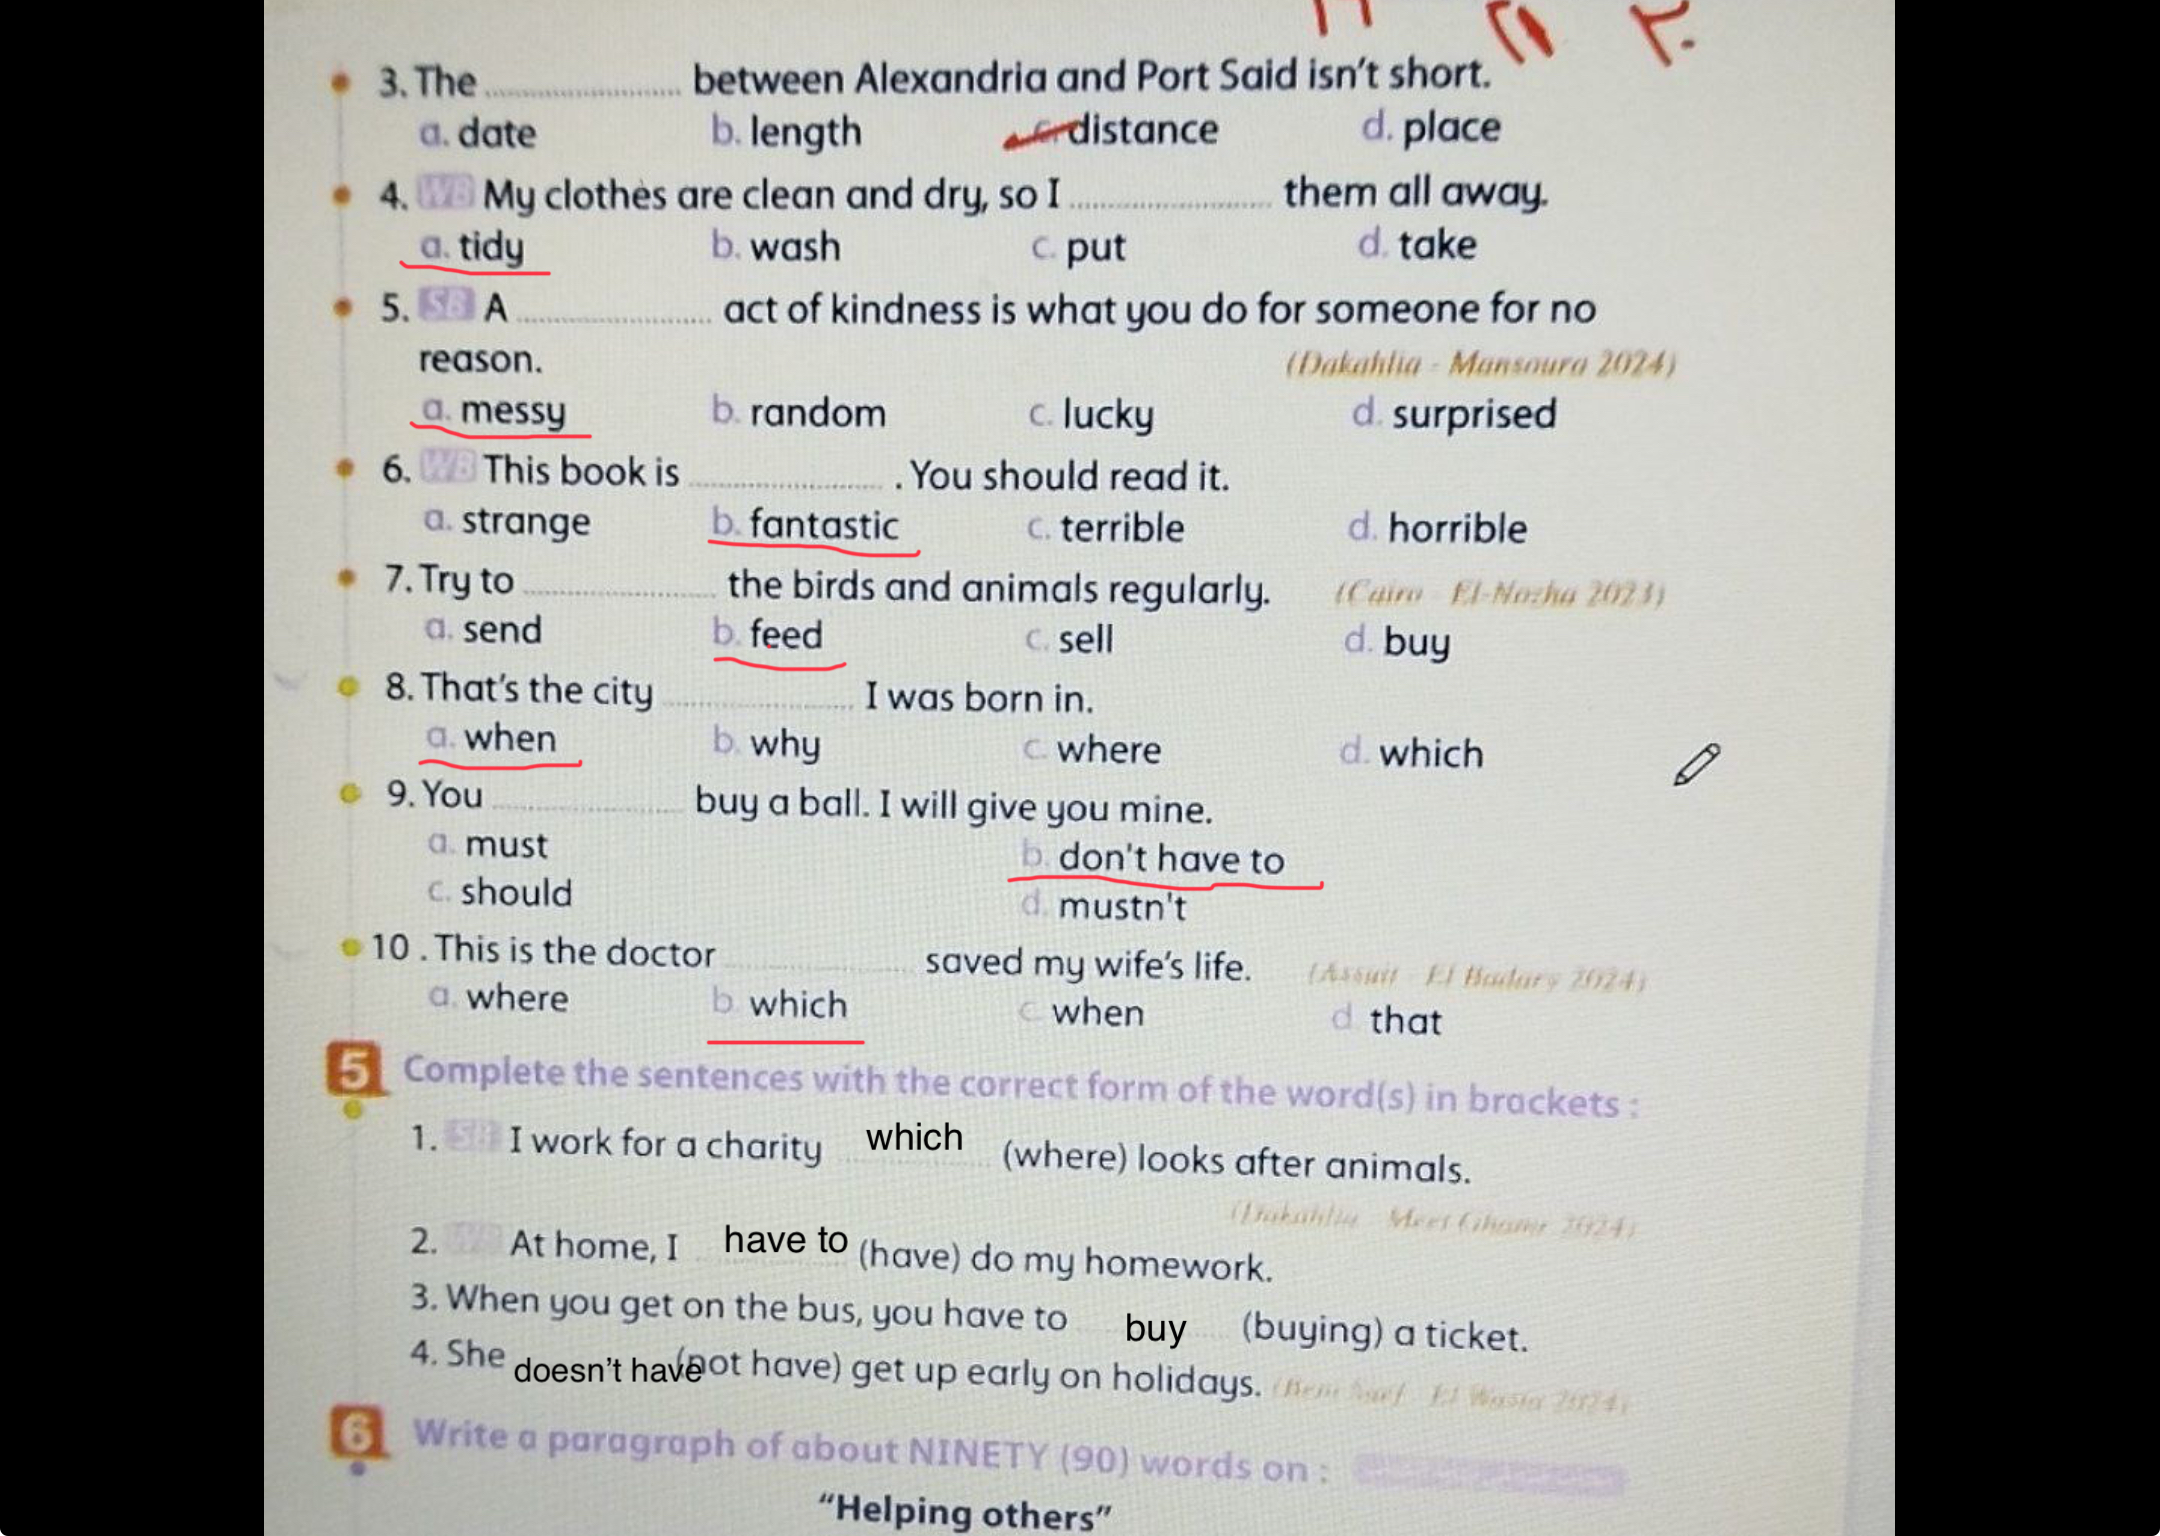 3. The ........................ between Alexandria and Port Said isn't short.
a. date b. length c. distance d. place
4. WB My clothes are clean and dry, so I ........................ them all away.
a. tidy b. wash c. put d. take
5. SB A ........................ act of kindness is what you do for someone for no
reason. (Dakahlia - Mansoura 2024)
a. messy b. random c. lucky d. surprised
6. WB This book is ........................ . You should read it.
a. strange b. fantastic c. terrible d. horrible
7. Try to ........................ the birds and animals regularly. (Cairo El-Nozha 2023)
a. send b. feed c. sell d. buy
8. That's the city ........................ I was born in.
a. when b. why c. where d. which
9. You ........................ buy a ball. I will give you mine.
a. must b. don't have to
c. should d. mustn't
10 . This is the doctor ........................ saved my wife's life. (Assuit El Badary 2024)
a. where b. which c. when d. that
5 Complete the sentences with the correct form of the word(s) in brackets :
1. SB I work for a charity which (where) looks after animals.
(Dakahlia Meet Ghamr 2024)
2. At home, I have to (have) do my homework.
3. When you get on the bus, you have to buy (buying) a ticket.
4. She doesn't have (not have) get up early on holidays. (Beni Suef El Wasta 2024)
6 Write a paragraph of about NINETY (90) words on :
"Helping others"